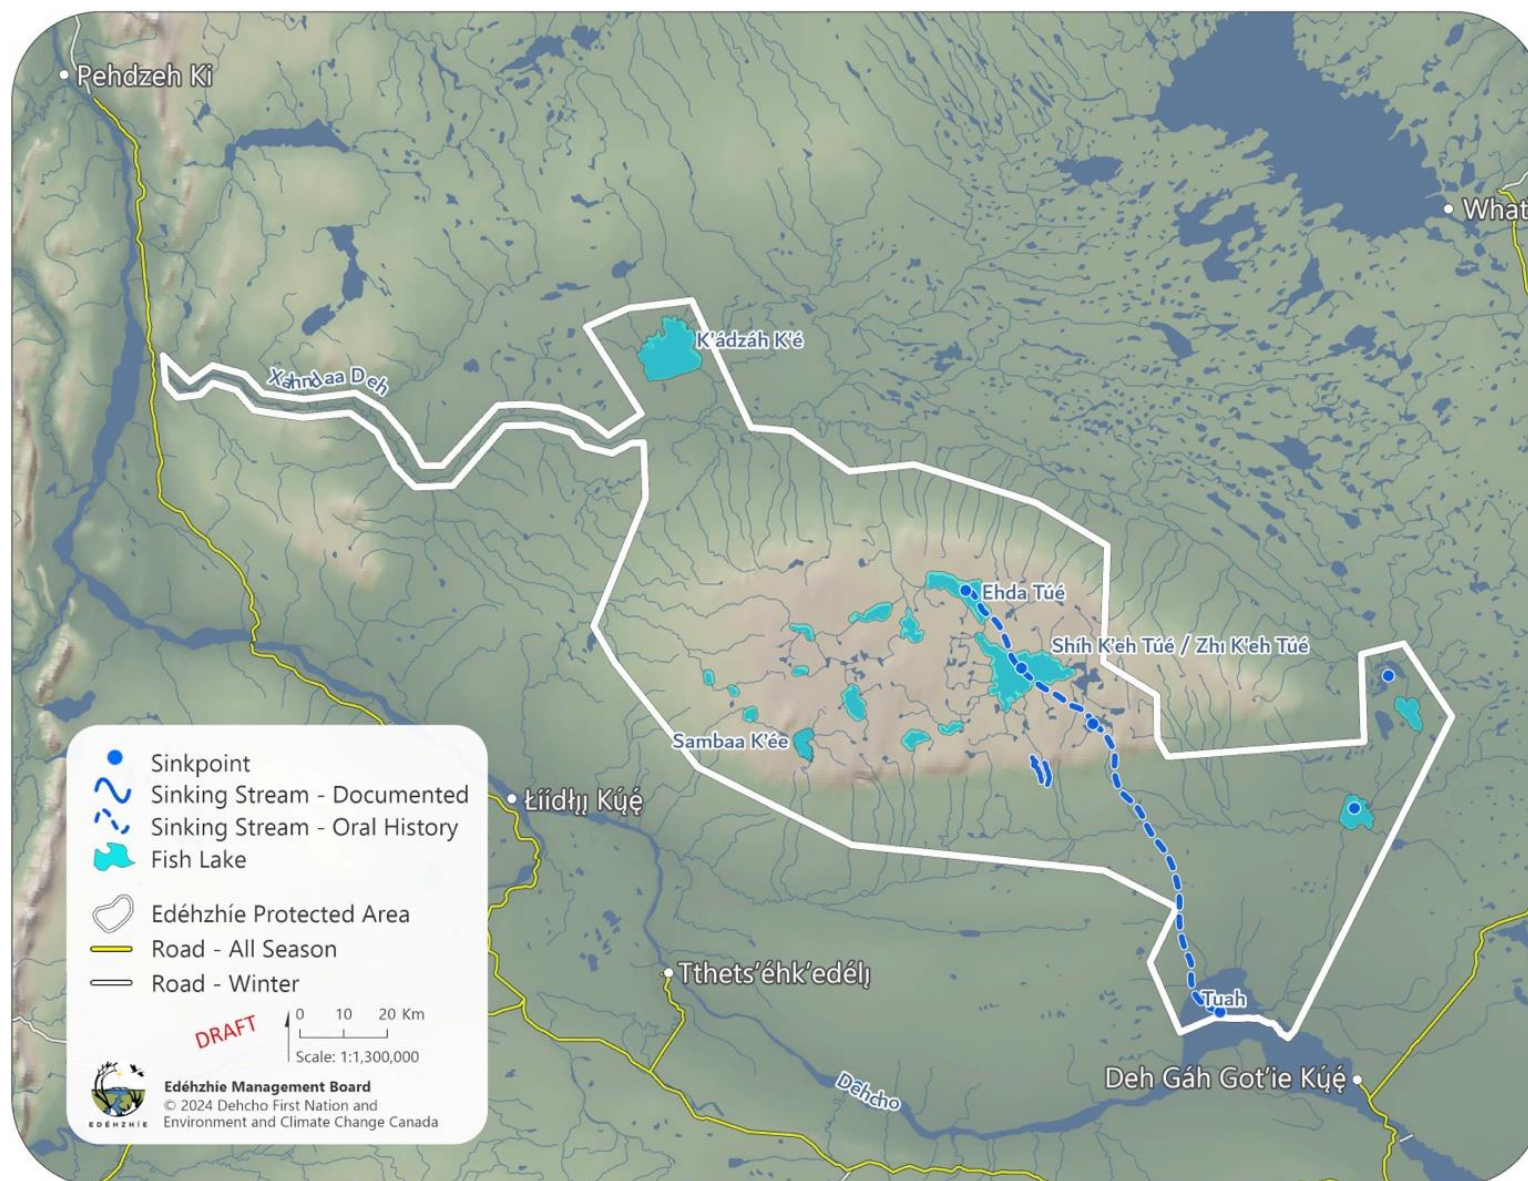 Pehdzeh Ki
What
K'ádzáh K'é
Xahndaa Deh
Ehda Túé
Shíh K'eh Túé / Zhı K'eh Túé
Sambaa K'ée
Sinkpoint
Łíídłı̨ı̨ Kų́ę́
Sinking Stream - Documented
Sinking Stream - Oral History
Fish Lake
Edéhzhíe Protected Area
Road - All Season
Tthets'éhk'edélı̨
Road - Winter
Tuah
0 10 20 Km
DRAFT
Scale: 1:1,300,000
Deh Gáh Got'ie Kų́ę́
Dehcho
Edéhzhíe Management Board
© 2024 Dehcho First Nation and
Environment and Climate Change Canada
EDÉHZHÍE